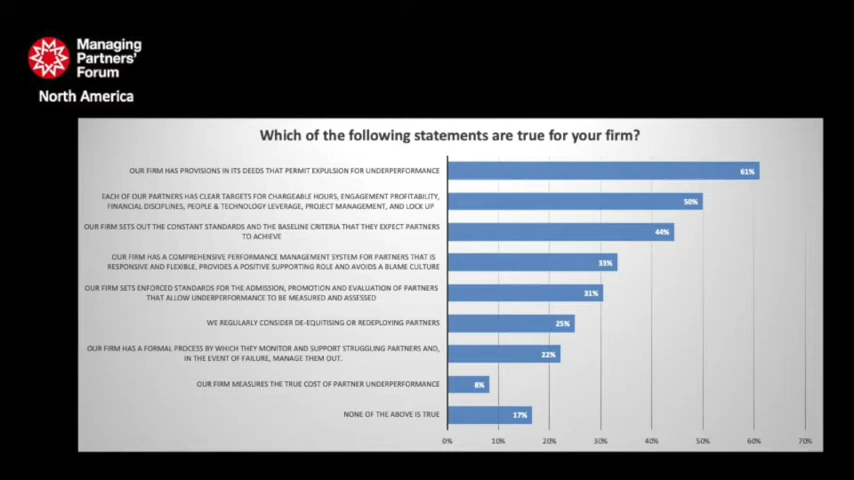 Managing
Partners'
Forum
North America
Which of the following statements are true for your firm?
OUR FIRM HAS PROVISIONS IN ITS DEEDS THAT PERMIT EXPULSION FOR UNDERPERFORMANCE
61%
EACH OF OUR PARTNERS HAS CLEAR TARGETS FOR CHARGEABLE HOURS, ENGAGEMENT PROFITABILITY,
FINANCIAL DISCIPLINES, PEOPLE & TECHNOLOGY LEVERAGE, PROJECT MANAGEMENT, AND LOCK UP
50%
OUR FIRM SETS OUT THE CONSTANT STANDARDS AND THE BASELINE CRITERIA THAT THEY EXPECT PARTNERS
TO ACHIEVE
44%
OUR FIRM HAS A COMPREHENSIVE PERFORMANCE MANAGEMENT SYSTEM FOR PARTNERS THAT IS
RESPONSIVE AND FLEXIBLE, PROVIDES A POSITIVE SUPPORTING ROLE AND AVOIDS A BLAME CULTURE
33%
OUR FIRM SETS ENFORCED STANDARDS FOR THE ADMISSION, PROMOTION AND EVALUATION OF PARTNERS
THAT ALLOW UNDERPERFORMANCE TO BE MEASURED AND ASSESSED
31%
WE REGULARLY CONSIDER DE-EQUITISING OR REDEPLOYING PARTNERS
25%
OUR FIRM HAS A FORMAL PROCESS BY WHICH THEY MONITOR AND SUPPORT STRUGGLING PARTNERS AND,
IN THE EVENT OF FAILURE, MANAGE THEM OUT.
22%
OUR FIRM MEASURES THE TRUE COST OF PARTNER UNDERPERFORMANCE
8%
NONE OF THE ABOVE IS TRUE
17%
0% 10% 20% 30% 40% 50% 60% 70%